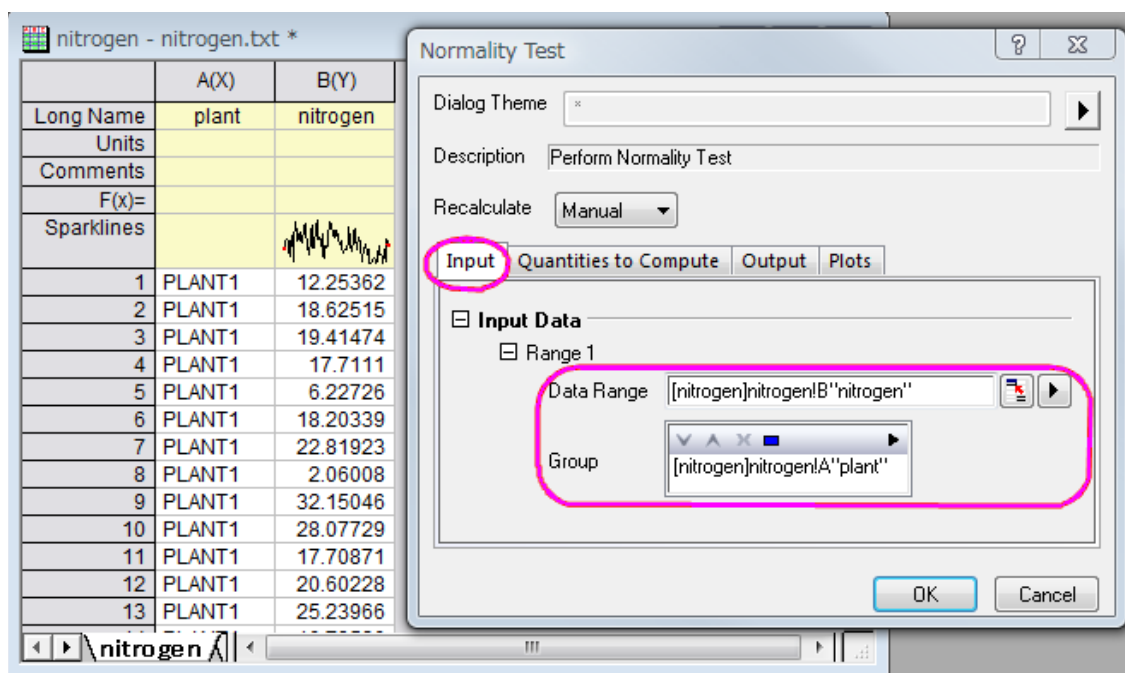 nitrogen - nitrogen.txt *
A(X) B(Y)
Long Name plant nitrogen
Units
Comments
F(x)=
Sparklines
1 PLANT1 12.25362
2 PLANT1 18.62515
3 PLANT1 19.41474
4 PLANT1 17.7111
5 PLANT1 6.22726
6 PLANT1 18.20339
7 PLANT1 22.81923
8 PLANT1 2.06008
9 PLANT1 32.15046
10 PLANT1 28.07729
11 PLANT1 17.70871
12 PLANT1 20.60228
13 PLANT1 25.23966
nitrogen
Normality Test
Dialog Theme *
Description Perform Normality Test
Recalculate Manual
Input Quantities to Compute Output Plots
Input Data
Range 1
Data Range [nitrogen]nitrogen!B"nitrogen"
Group [nitrogen]nitrogen!A"plant"
OK Cancel